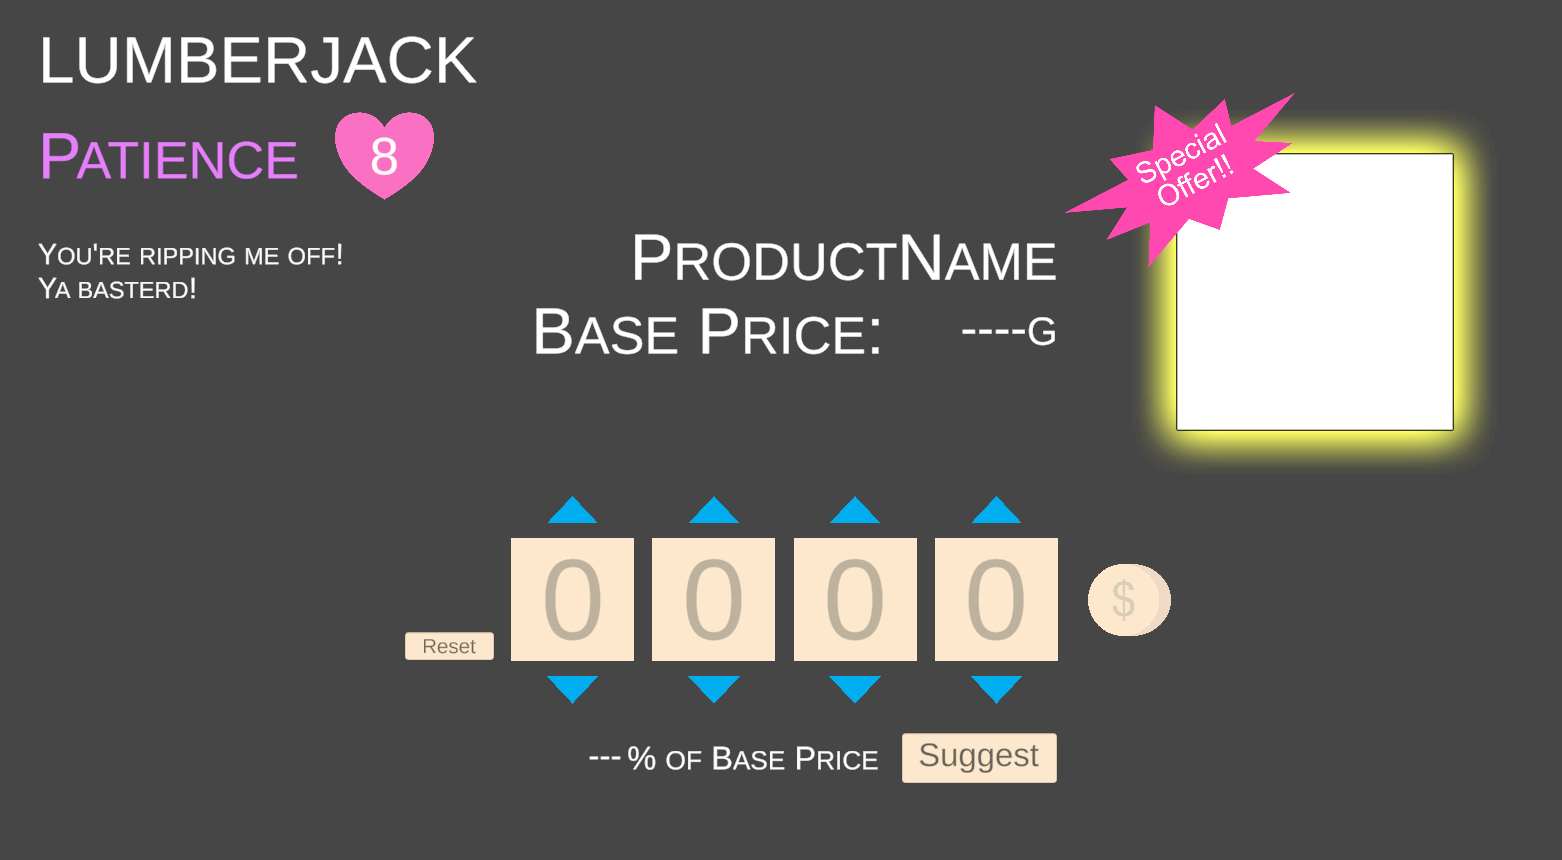 LUMBERJACK
PATIENCE 8
YOU'RE RIPPING ME OFF!
YA BASTERD!
Special
Offer!!
PRODUCTNAME
BASE PRICE: ----G
0 0 0 0 $
Reset
--- % OF BASE PRICE Suggest